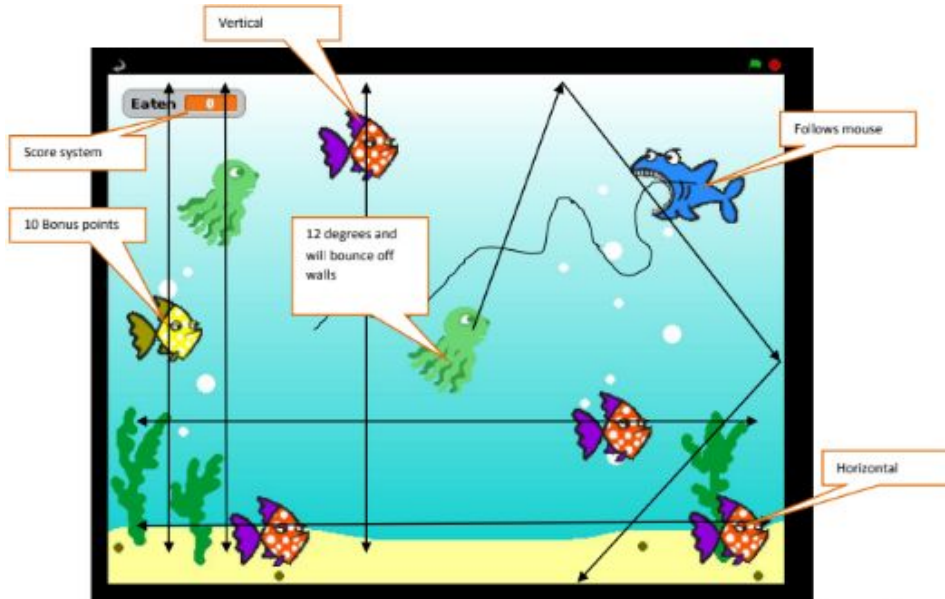 Vertical
Eaten 0
Follows mouse
Score system
10 Bonus points
12 degrees and
will bounce off
walls
Horizontal